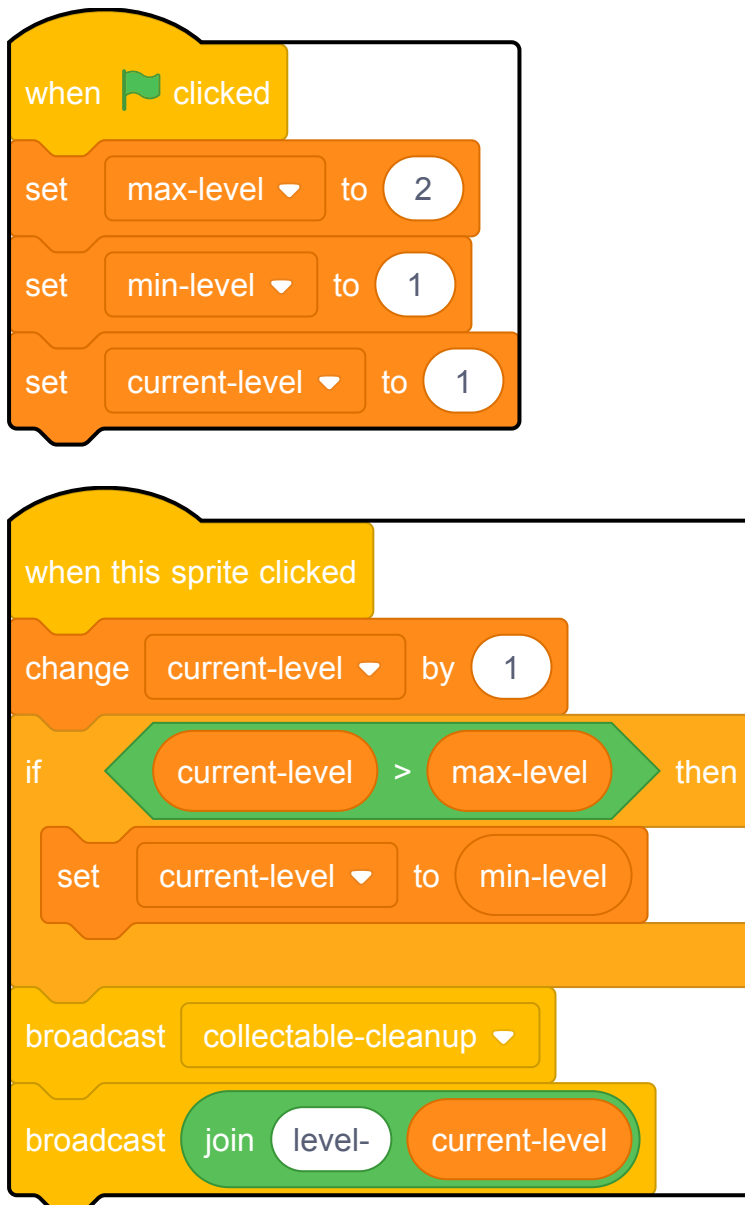 when clicked
set max-level to 2
set min-level to 1
set current-level to 1
when this sprite clicked
change current-level by 1
if current-level > max-level then
set current-level to min-level
broadcast collectable-cleanup
broadcast join level- current-level